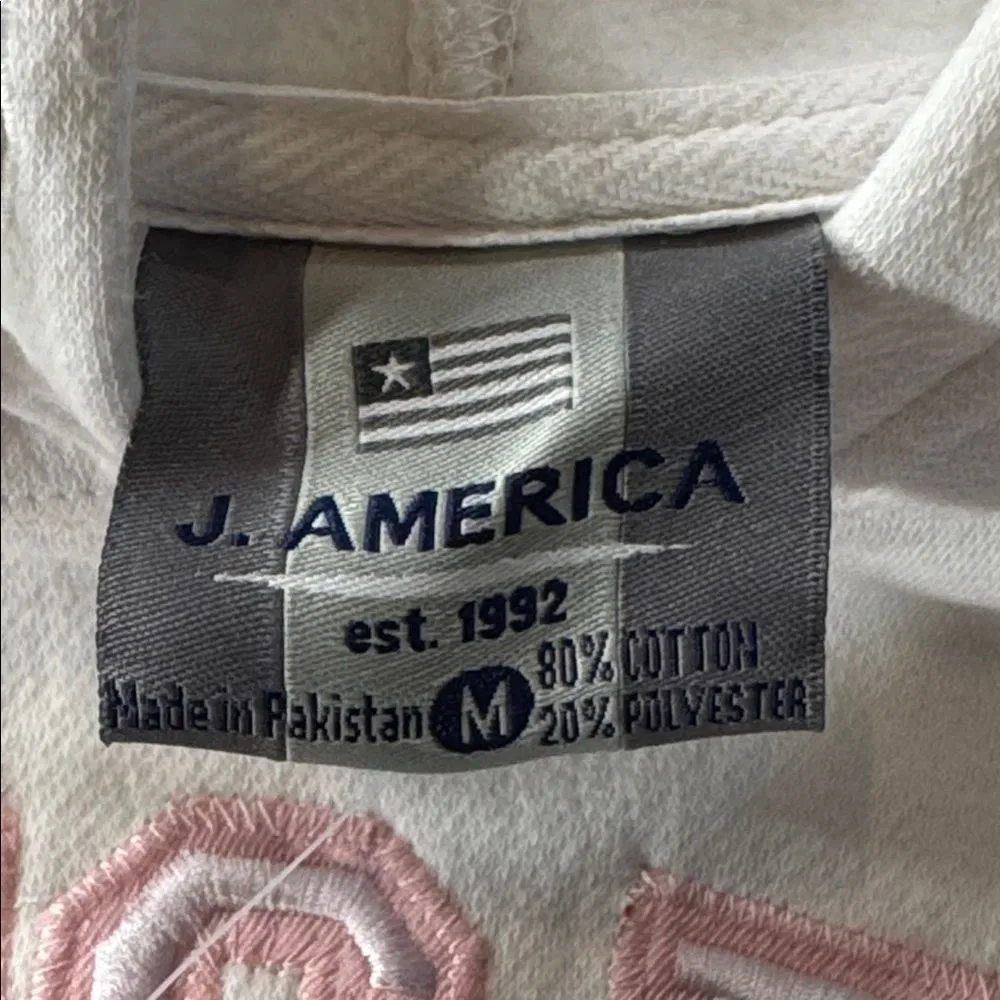 J. AMERICA
est. 1992
Made in Pakistan M 80% COTTON
20% POLYESTER